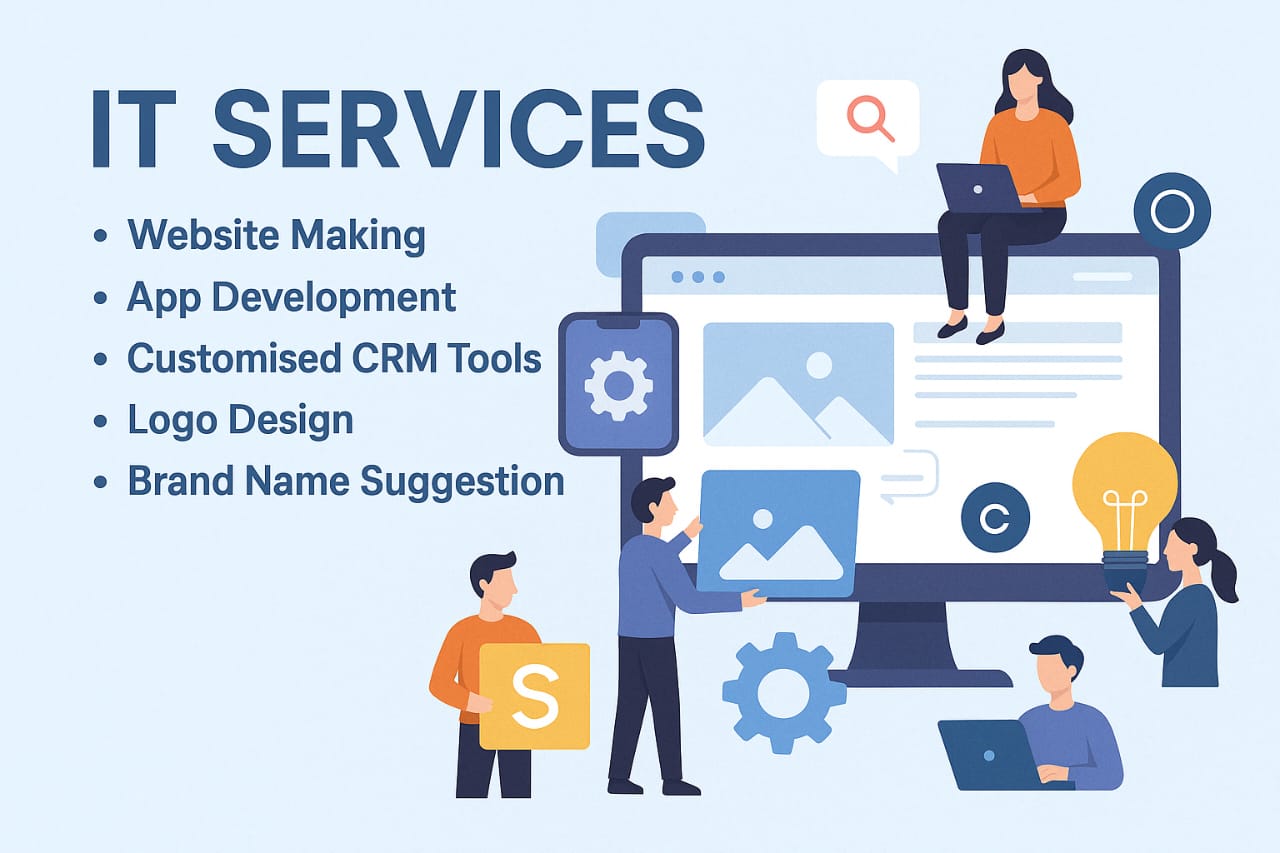 IT SERVICES
• Website Making
• App Development
• Customised CRM Tools
• Logo Design
• Brand Name Suggestion
C
S